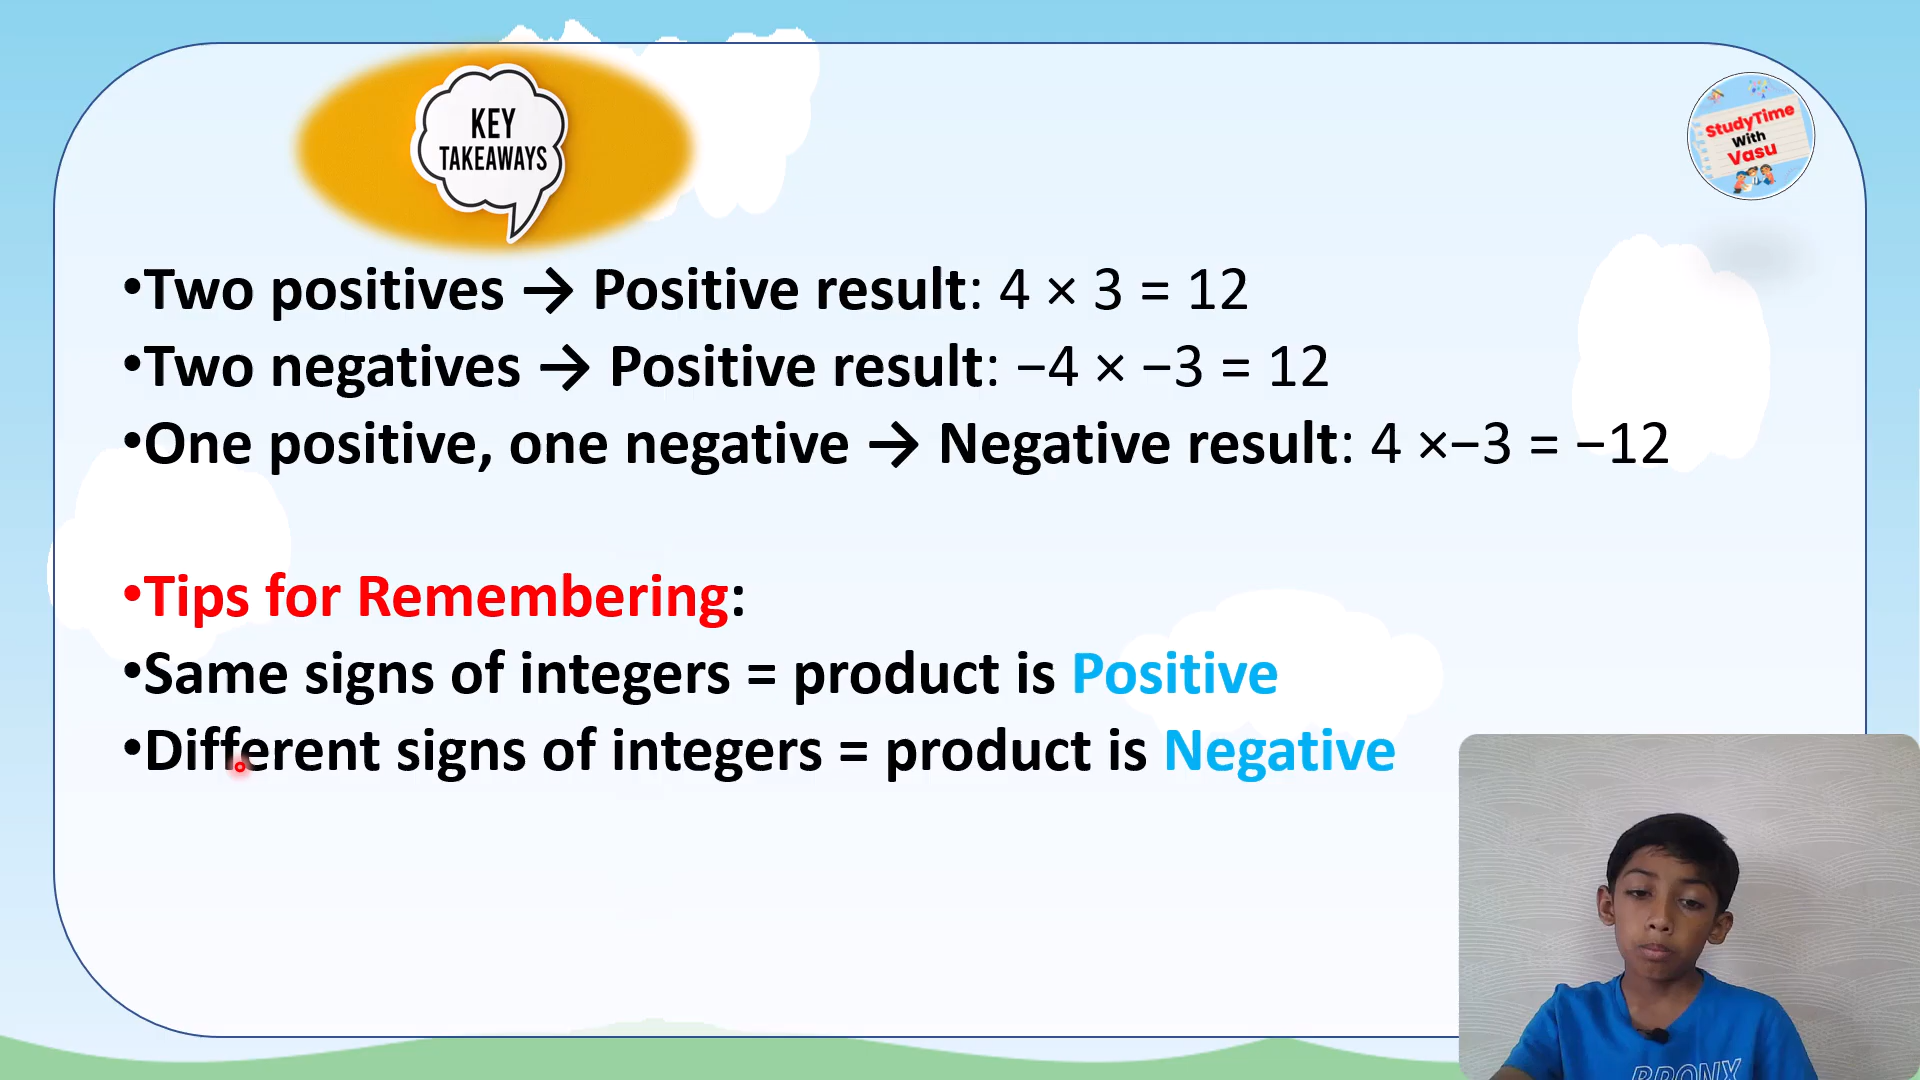 KEY
TAKEAWAYS
StudyTime
With
Vasu
•Two positives → Positive result: 4 × 3 = 12
•Two negatives → Positive result: −4 × −3 = 12
•One positive, one negative → Negative result: 4 ×−3 = −12
•Tips for Remembering:
•Same signs of integers = product is Positive
•Different signs of integers = product is Negative
BRONX